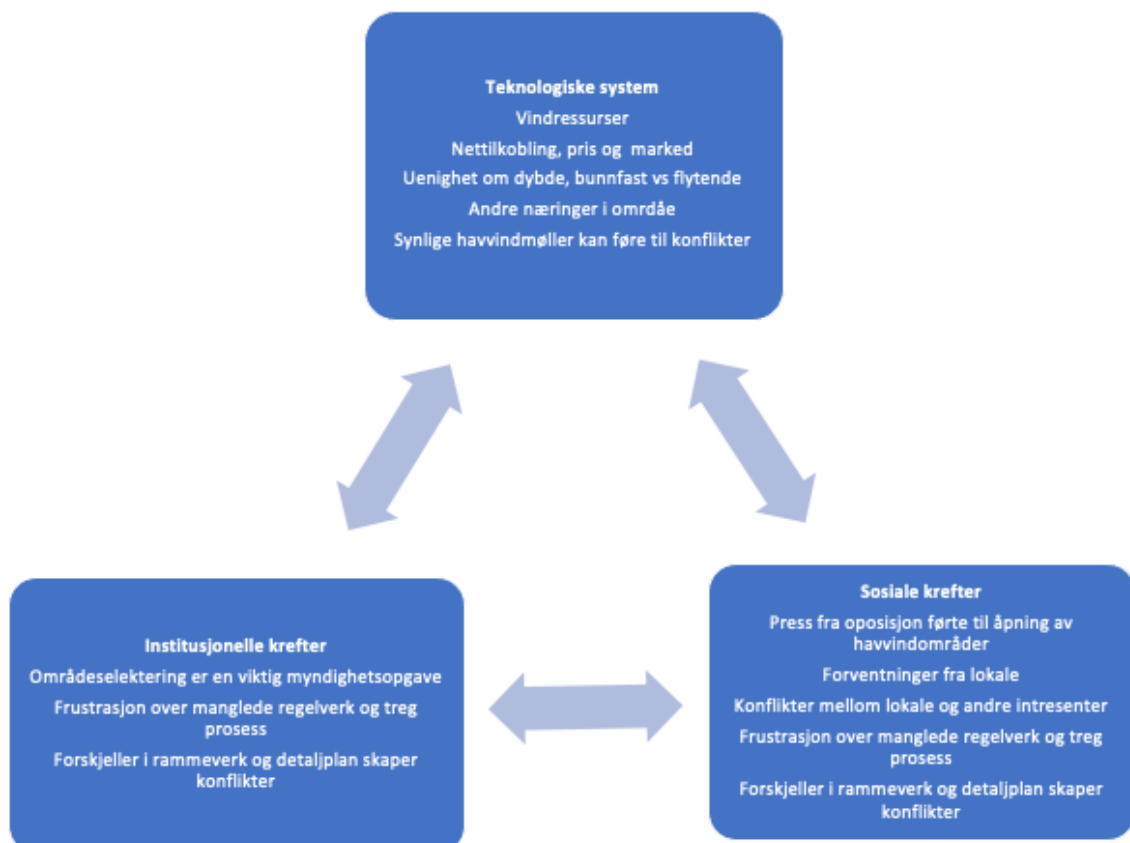 Teknologiske system
Vindressurser
Nettilkobling, pris og marked
Uenighet om dybde, bunnfast vs flytende
Andre næringer i omrdåe
Synlige havvindmøller kan føre til konflikter
Institusjonelle krefter
Områdeselektering er en viktig myndighetsopgave
Frustrasjon over manglede regelverk og treg
prosess
Forskjeller i rammeverk og detaljplan skaper
konflikter
Sosiale krefter
Press fra oposisjon førte til åpning av
havvindområder
Forventninger fra lokale
Konflikter mellom lokale og andre intresenter
Frustrasjon over manglede regelverk og treg
prosess
Forskjeller i rammeverk og detaljplan skaper
konflikter